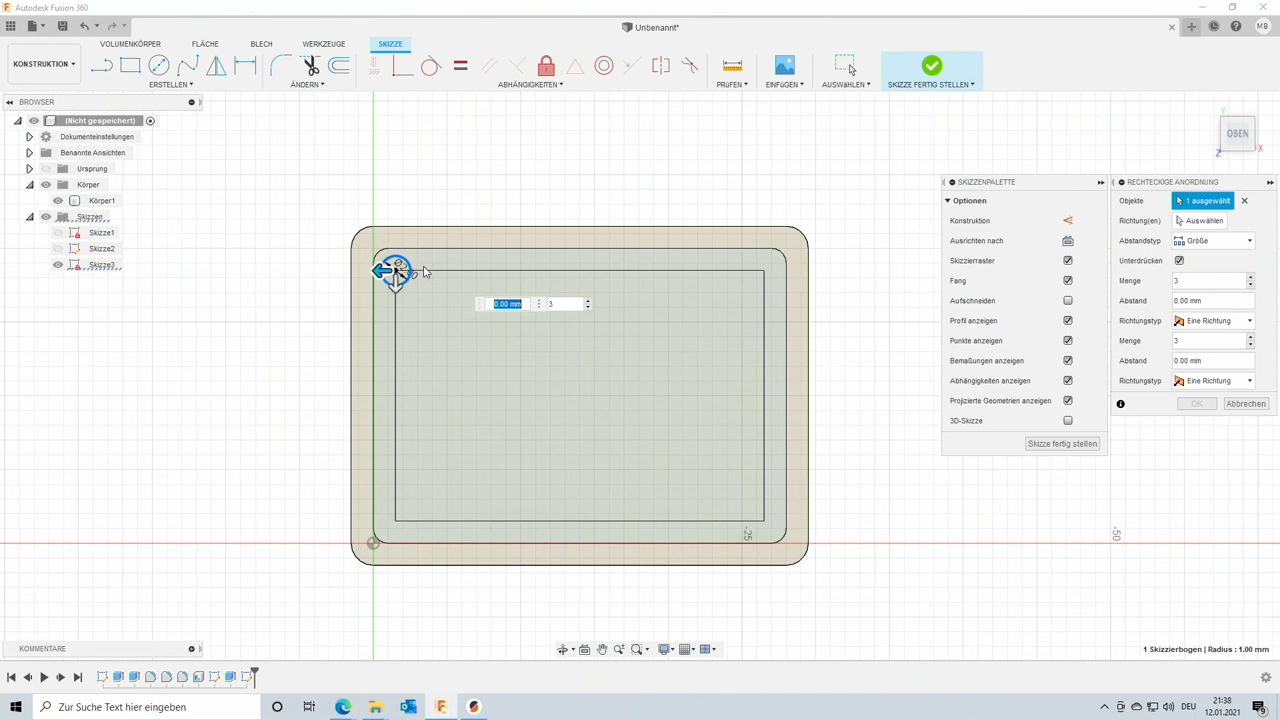 Autodesk Fusion 360
Unbenannt*
MB
KONSTRUKTION
VOLUMENKÖRPER
FLÄCHE
BLECH
WERKZEUGE
SKIZZE
ERSTELLEN
ÄNDERN
ABHÄNGIGKEITEN
PRÜFEN
EINFÜGEN
AUSWÄHLEN
SKIZZE FERTIG STELLEN
BROWSER
(Nicht gespeichert)
Dokumenteinstellungen
Benannte Ansichten
Ursprung
Körper
Körper1
Skizzen
Skizze1
Skizze2
Skizze3
Y
OBEN
X
Z
0.00 mm
3
-25
-50
SKIZZENPALETTE
Optionen
Konstruktion
Ausrichten nach
Skizzierraster
Fang
Aufschneiden
Profil anzeigen
Punkte anzeigen
Bemaßungen anzeigen
Abhängigkeiten anzeigen
Projizierte Geometrien anzeigen
3D-Skizze
Skizze fertig stellen
RECHTECKIGE ANORDNUNG
Objekte 1 ausgewählt
Richtung(en) Auswählen
Abstandstyp Größe
Unterdrücken
Menge 3
Abstand 0.00 mm
Richtungstyp Eine Richtung
Menge 3
Abstand 0.00 mm
Richtungstyp Eine Richtung
OK Abbrechen
KOMMENTARE
1 Skizzierbogen | Radius : 1.00 mm
Zur Suche Text hier eingeben
DEU
21:38
12.01.2021